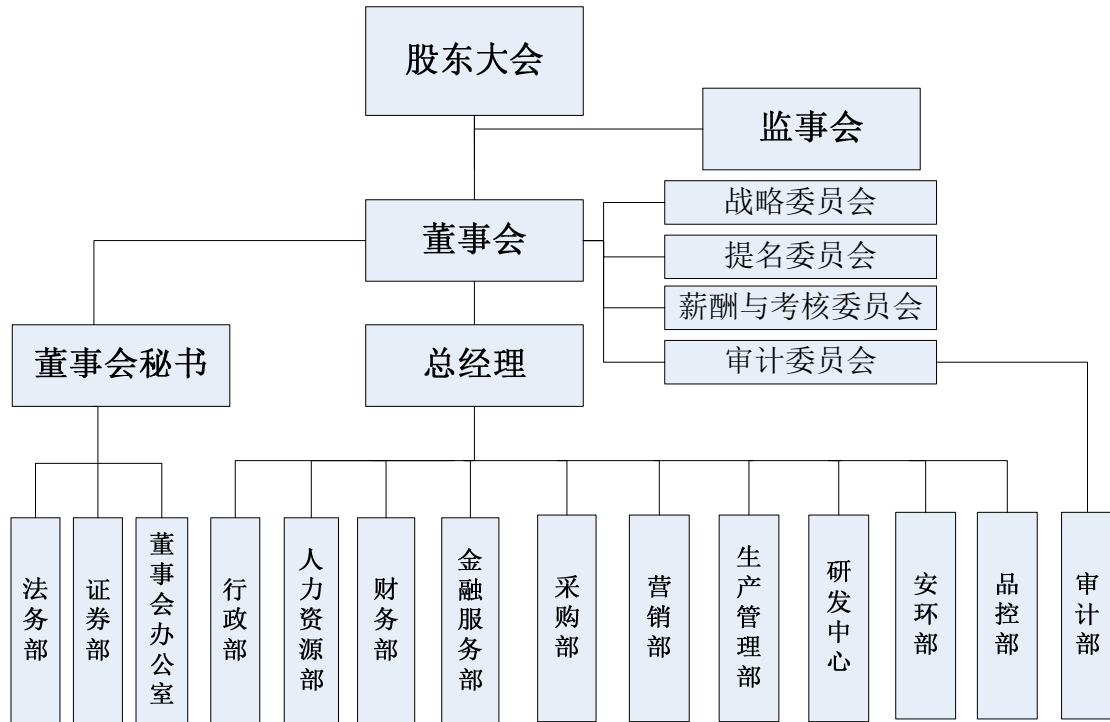 股东大会
监事会
董事会
战略委员会
提名委员会
薪酬与考核委员会
审计委员会
董事会秘书
总经理
法务部
证券部
董事会办公室
行政部
人力资源部
财务部
金融服务部
采购部
营销部
生产管理部
研发中心
安环部
品控部
审计部